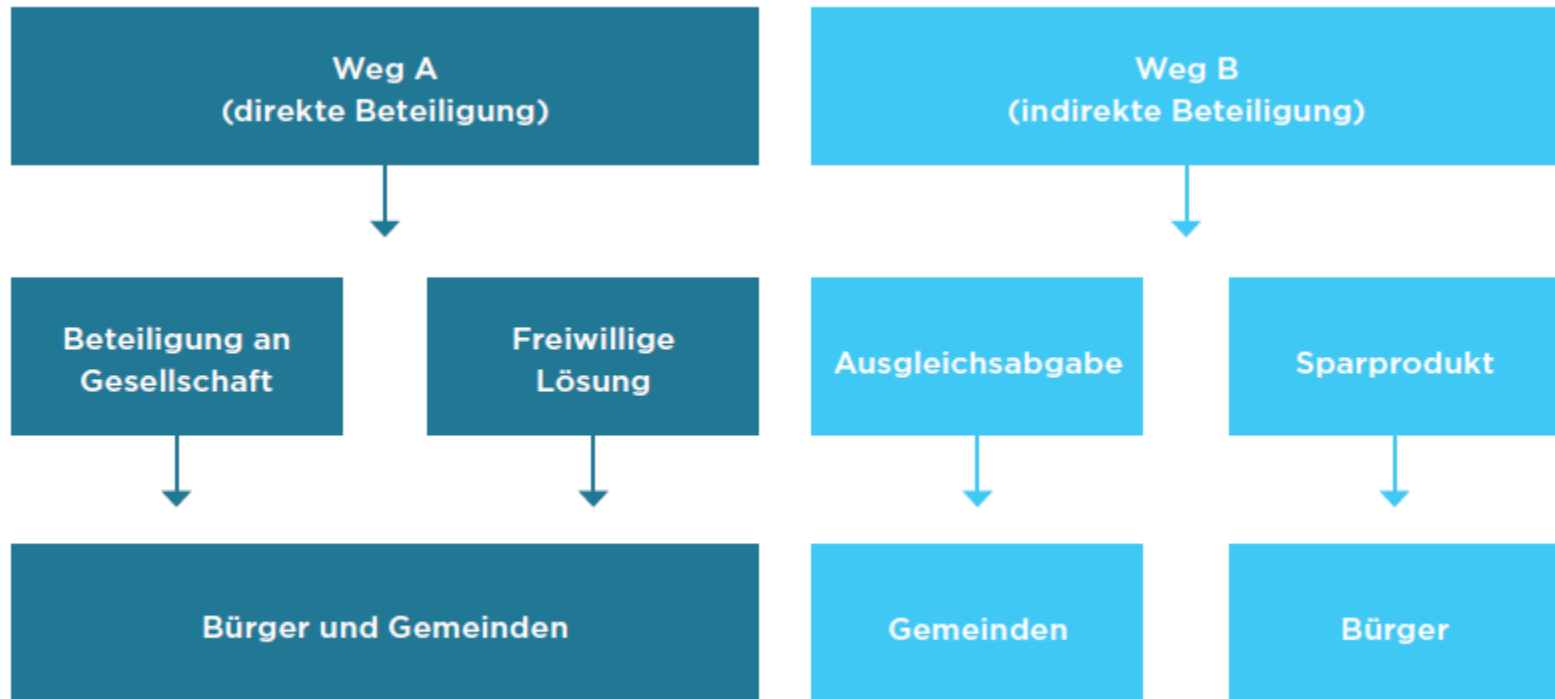 Weg A
(direkte Beteiligung)
Weg B
(indirekte Beteiligung)
Beteiligung an
Gesellschaft
Freiwillige
Lösung
Ausgleichsabgabe
Sparprodukt
Bürger und Gemeinden
Gemeinden
Bürger